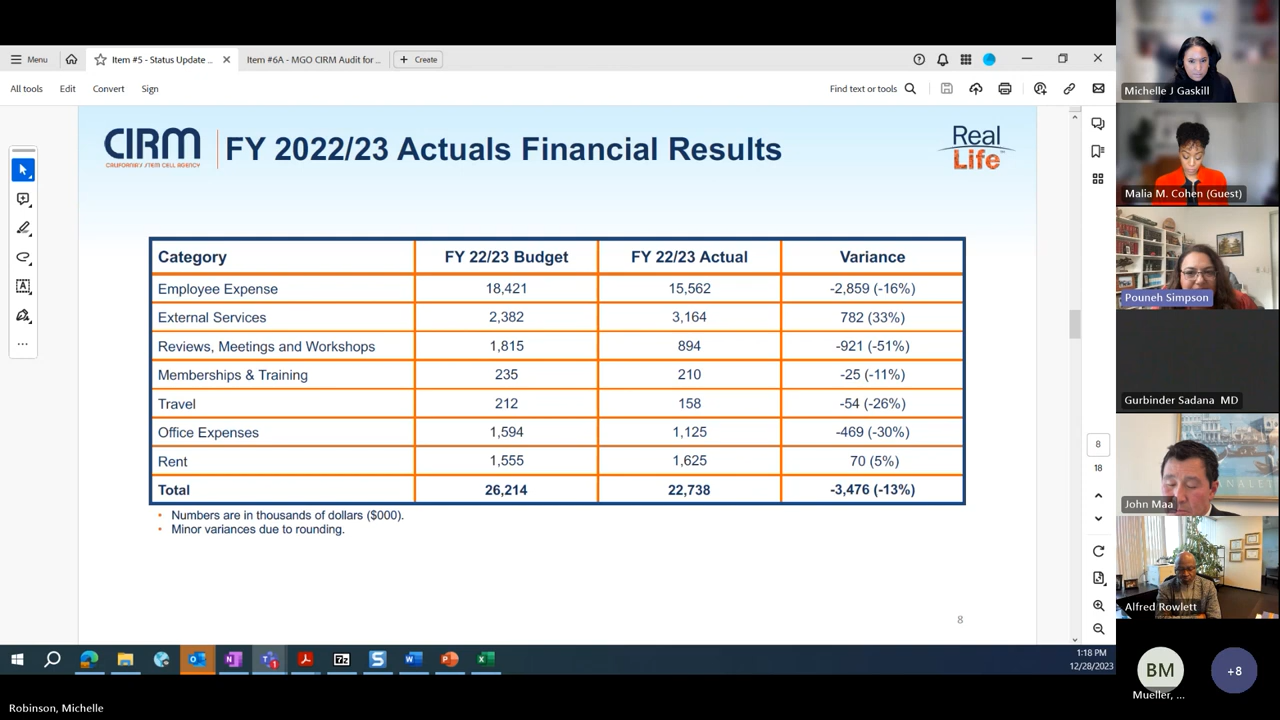 Menu
Item #5 - Status Update ...
Item #6A - MGO CIRM Audit for ...
Create
All tools Edit Convert Sign
Find text or tools
CIRM
CALIFORNIA'S STEM CELL AGENCY
FY 2022/23 Actuals Financial Results
Real
Life
Category FY 22/23 Budget FY 22/23 Actual Variance
Employee Expense 18,421 15,562 -2,859 (-16%)
External Services 2,382 3,164 782 (33%)
Reviews, Meetings and Workshops 1,815 894 -921 (-51%)
Memberships & Training 235 210 -25 (-11%)
Travel 212 158 -54 (-26%)
Office Expenses 1,594 1,125 -469 (-30%)
Rent 1,555 1,625 70 (5%)
Total 26,214 22,738 -3,476 (-13%)
• Numbers are in thousands of dollars ($000).
• Minor variances due to rounding.
8
8
18
1:18 PM
12/28/2023
Robinson, Michelle
Michelle J Gaskill
Malia M. Cohen (Guest)
Pouneh Simpson
Gurbinder Sadana MD
John Maa
Alfred Rowlett
BM
Mueller, ...
+8